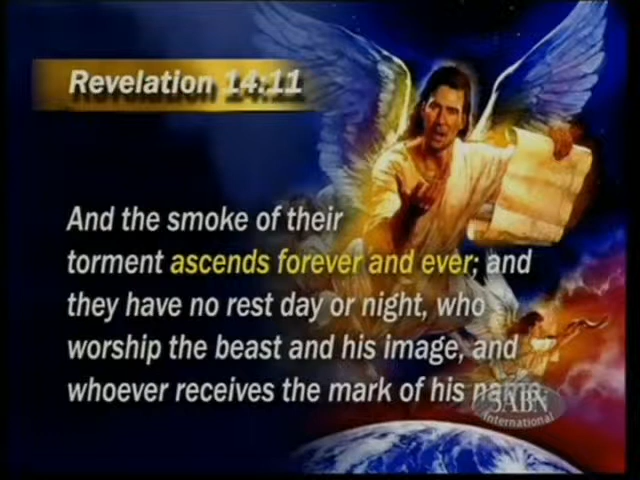 Revelation 14:11
And the smoke of their
torment ascends forever and ever; and
they have no rest day or night, who
worship the beast and his image, and
whoever receives the mark of his name.
3ABN
International